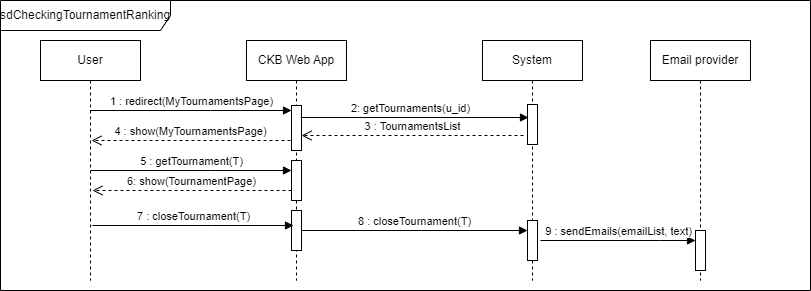 sdCheckingTournamentRanking
User
CKB Web App
System
Email provider
1 : redirect(MyTournamentsPage)
2: getTournaments(u_id)
3 : TournamentsList
4 : show(MyTournamentsPage)
5 : getTournament(T)
6: show(TournamentPage)
7 : closeTournament(T)
8 : closeTournament(T)
9 : sendEmails(emailList, text)